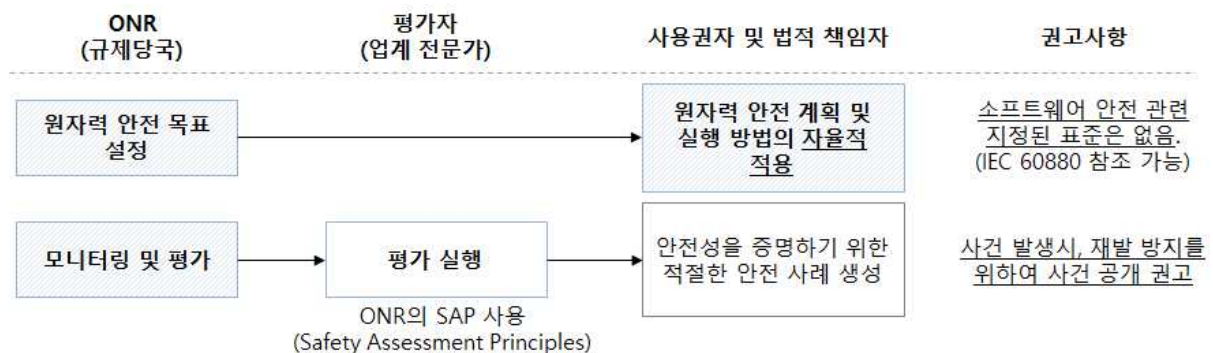 ONR
(규제당국)
평가자
(업계 전문가)
사용권자 및 법적 책임자
권고사항
원자력 안전 목표
설정
원자력 안전 계획 및
실행 방법의 자율적
적용
소프트웨어 안전 관련
지정된 표준은 없음.
(IEC 60880 참조 가능)
모니터링 및 평가
평가 실행
안전성을 증명하기 위한
적절한 안전 사례 생성
사건 발생시, 재발 방지를
위하여 사건 공개 권고
ONR의 SAP 사용
(Safety Assessment Principles)